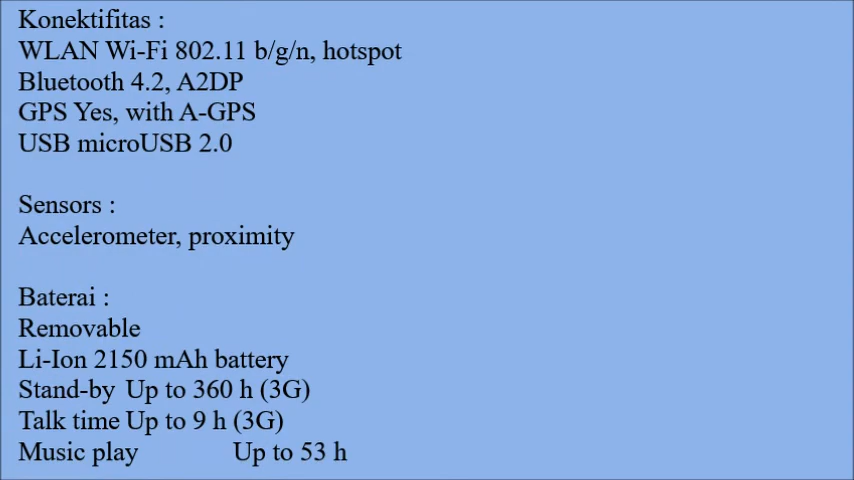 Konektifitas :
WLAN Wi-Fi 802.11 b/g/n, hotspot
Bluetooth 4.2, A2DP
GPS Yes, with A-GPS
USB microUSB 2.0
Sensors :
Accelerometer, proximity
Baterai :
Removable
Li-Ion 2150 mAh battery
Stand-by Up to 360 h (3G)
Talk time Up to 9 h (3G)
Music play Up to 53 h